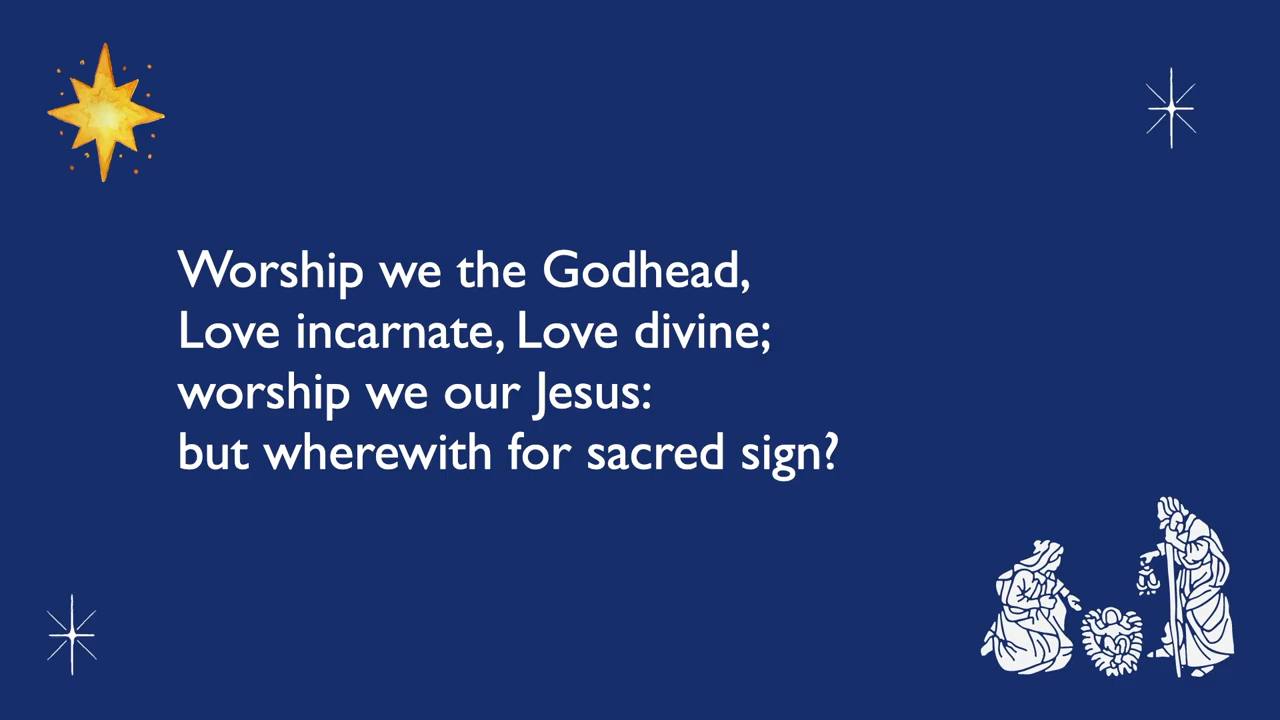 Worship we the Godhead,
Love incarnate, Love divine;
worship we our Jesus:
but wherewith for sacred sign?